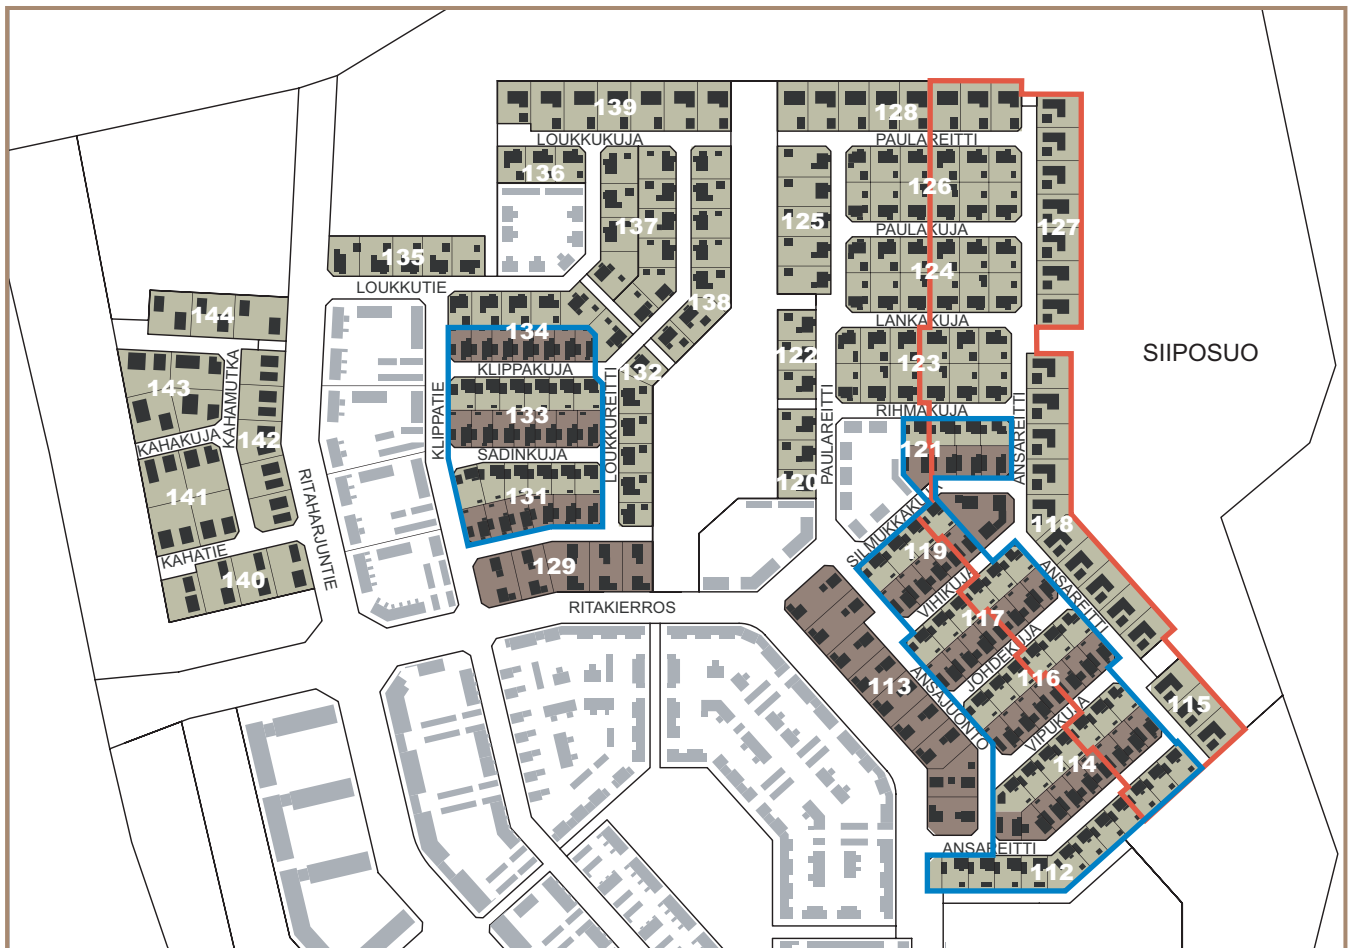 139
128
LOUKKUKUJA
PAULAREITTI
136
126
137
125
127
PAULAKUJA
135
124
LOUKKUTIE
138
144
LANKAKUJA
134
122
123
SIIPOSUO
KLIPPAKUJA
132
143
KAHAMUTKA
LOUKKUREITTI
PAULAREITTI
RIHMAKUJA
ANSAREITTI
133
KLIPPATIE
KAHAKUJA
142
121
SADINKUJA
120
141
131
RITAHARJUNTIE
SILMUKKAKUJA
118
119
KAHATIE
129
140
VIPIKUJA
ANSAREITTI
RITAKIERROS
117
JOHDEKUJA
113
ANSAJUONTO
116
115
VIPUKUJA
114
ANSAREITTI
112